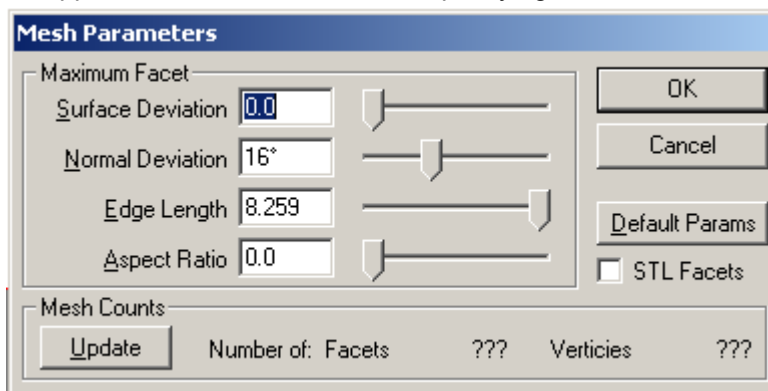 Mesh Parameters
Maximum Facet
Surface Deviation 0.0
Normal Deviation 16°
Edge Length 8.259
Aspect Ratio 0.0
OK
Cancel
Default Params
STL Facets
Mesh Counts
Update Number of: Facets ??? Verticies ???